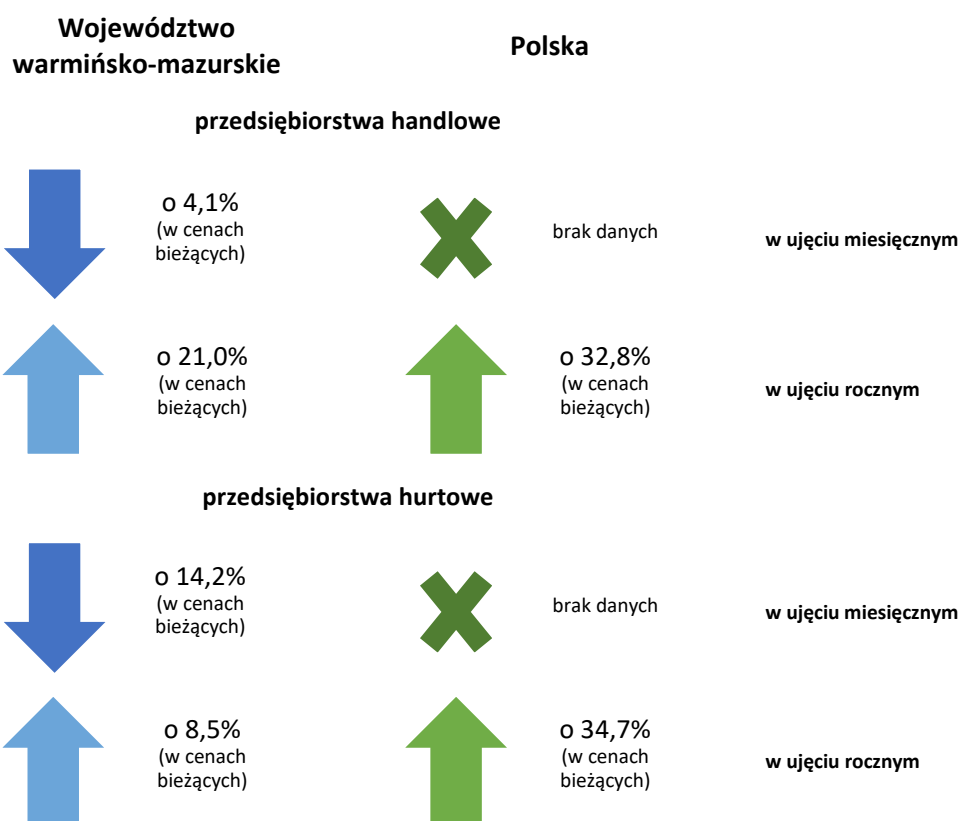 Województwo
warmińsko-mazurskie
Polska
przedsiębiorstwa handlowe
o 4,1%
(w cenach
bieżących)
brak danych
w ujęciu miesięcznym
o 21,0%
(w cenach
bieżących)
o 32,8%
(w cenach
bieżących)
w ujęciu rocznym
przedsiębiorstwa hurtowe
o 14,2%
(w cenach
bieżących)
brak danych
w ujęciu miesięcznym
o 8,5%
(w cenach
bieżących)
o 34,7%
(w cenach
bieżących)
w ujęciu rocznym